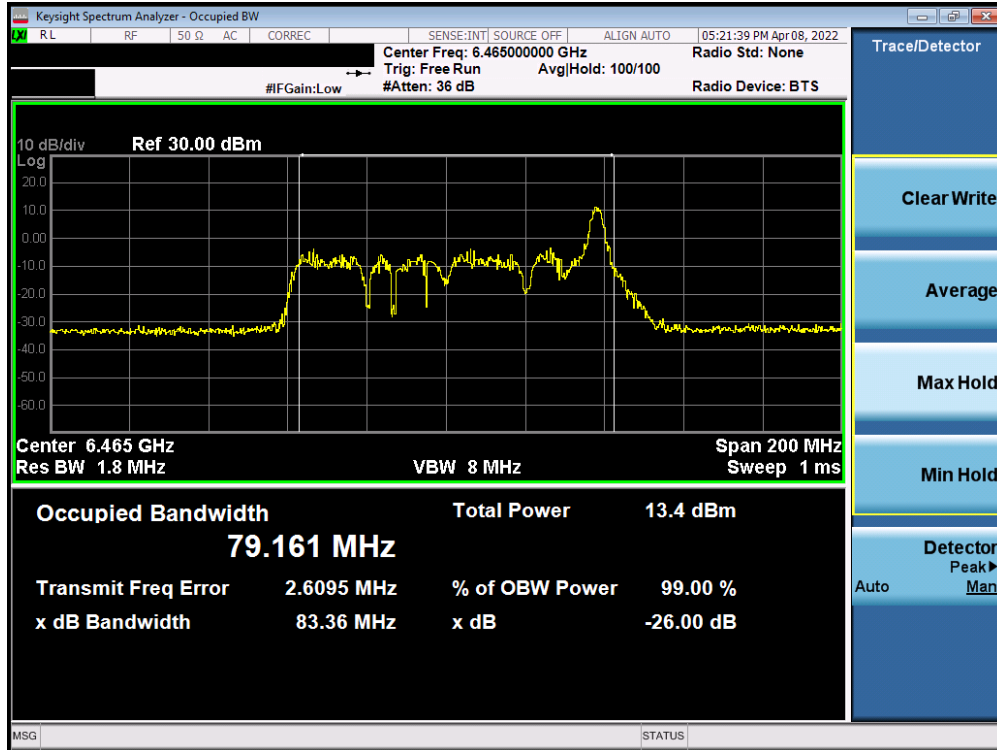 Keysight Spectrum Analyzer - Occupied BW
LXI RL RF 50 Ω AC CORREC SENSE:INT SOURCE OFF ALIGN AUTO 05:21:39 PM Apr 08, 2022
Center Freq: 6.465000000 GHz Radio Std: None
Trig: Free Run Avg|Hold: 100/100
#IFGain:Low #Atten: 36 dB Radio Device: BTS
Trace/Detector
10 dB/div Ref 30.00 dBm
Log
20.0
10.0
0.00
-10.0
-20.0
-30.0
-40.0
-50.0
-60.0
Center 6.465 GHz Span 200 MHz
Res BW 1.8 MHz VBW 8 MHz Sweep 1 ms
Occupied Bandwidth Total Power 13.4 dBm
79.161 MHz
Transmit Freq Error 2.6095 MHz % of OBW Power 99.00 %
x dB Bandwidth 83.36 MHz x dB -26.00 dB
Clear Write
Average
Max Hold
Min Hold
Detector
Peak▶
Auto Man
MSG STATUS